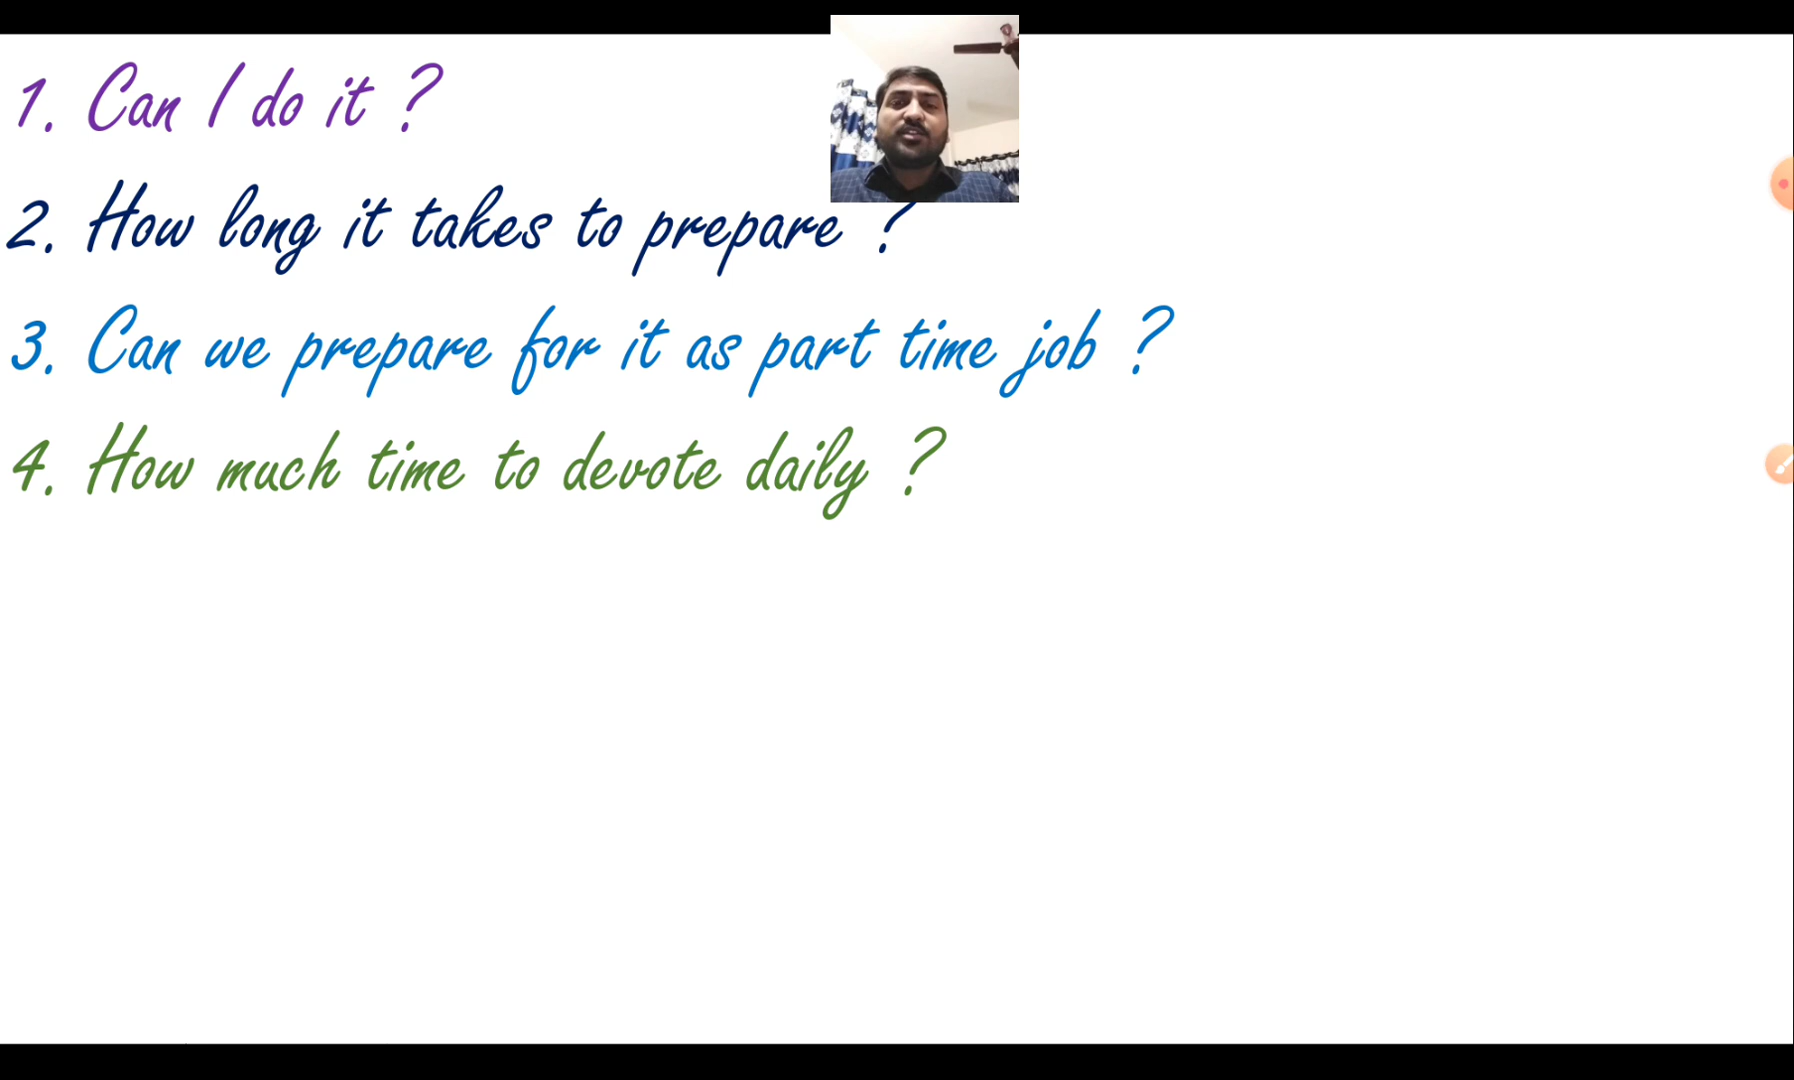 1. Can I do it ?
2. How long it takes to prepare ?
3. Can we prepare for it as part time job ?
4. How much time to devote daily ?